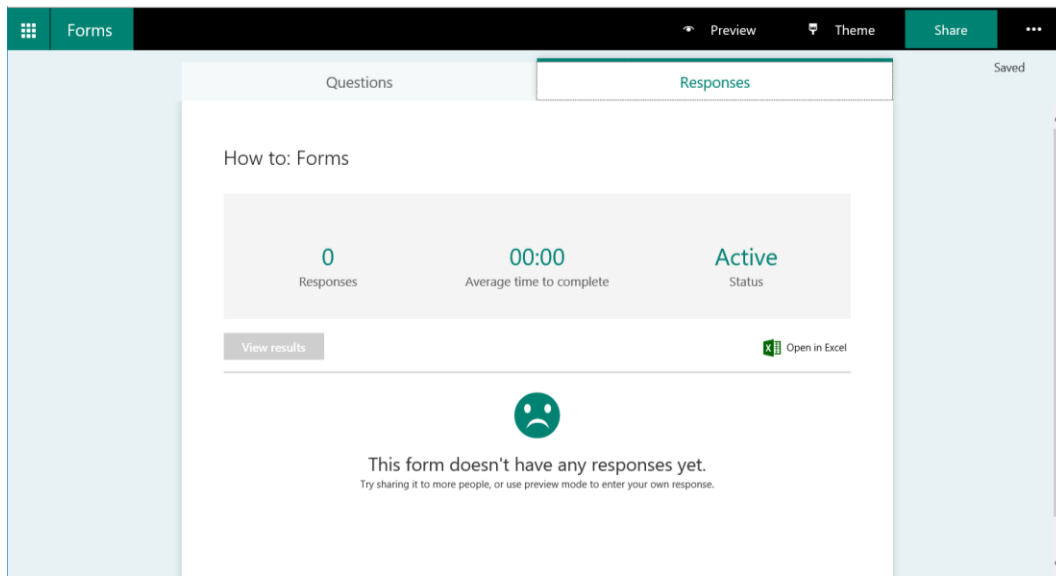 Forms
Preview
Theme
Share
Saved
Questions
Responses
How to: Forms
0
Responses
00:00
Average time to complete
Active
Status
View results
Open in Excel
This form doesn't have any responses yet.
Try sharing it to more people, or use preview mode to enter your own response.